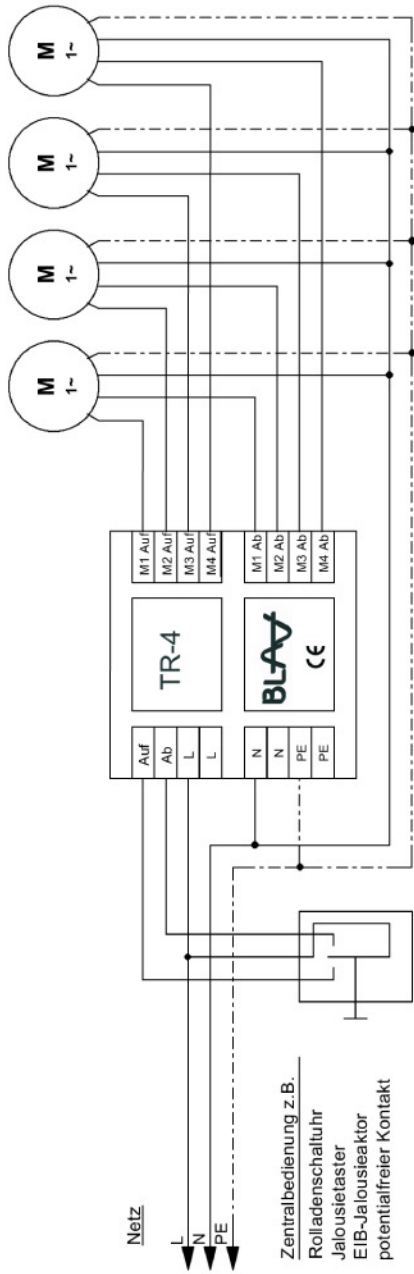 M
1~
M
1~
M
1~
M
1~
M1 Auf
M2 Auf
M3 Auf
M4 Auf
M1 Ab
M2 Ab
M3 Ab
M4 Ab
TR-4
BLAU
CE
Auf
Ab
L
L
N
N
PE
PE
Netz
L
N
PE
Zentralbedienung z.B.
Rolladenschaltuhr
Jalousietaster
EIB-Jalousieaktor
potentialfreier Kontakt